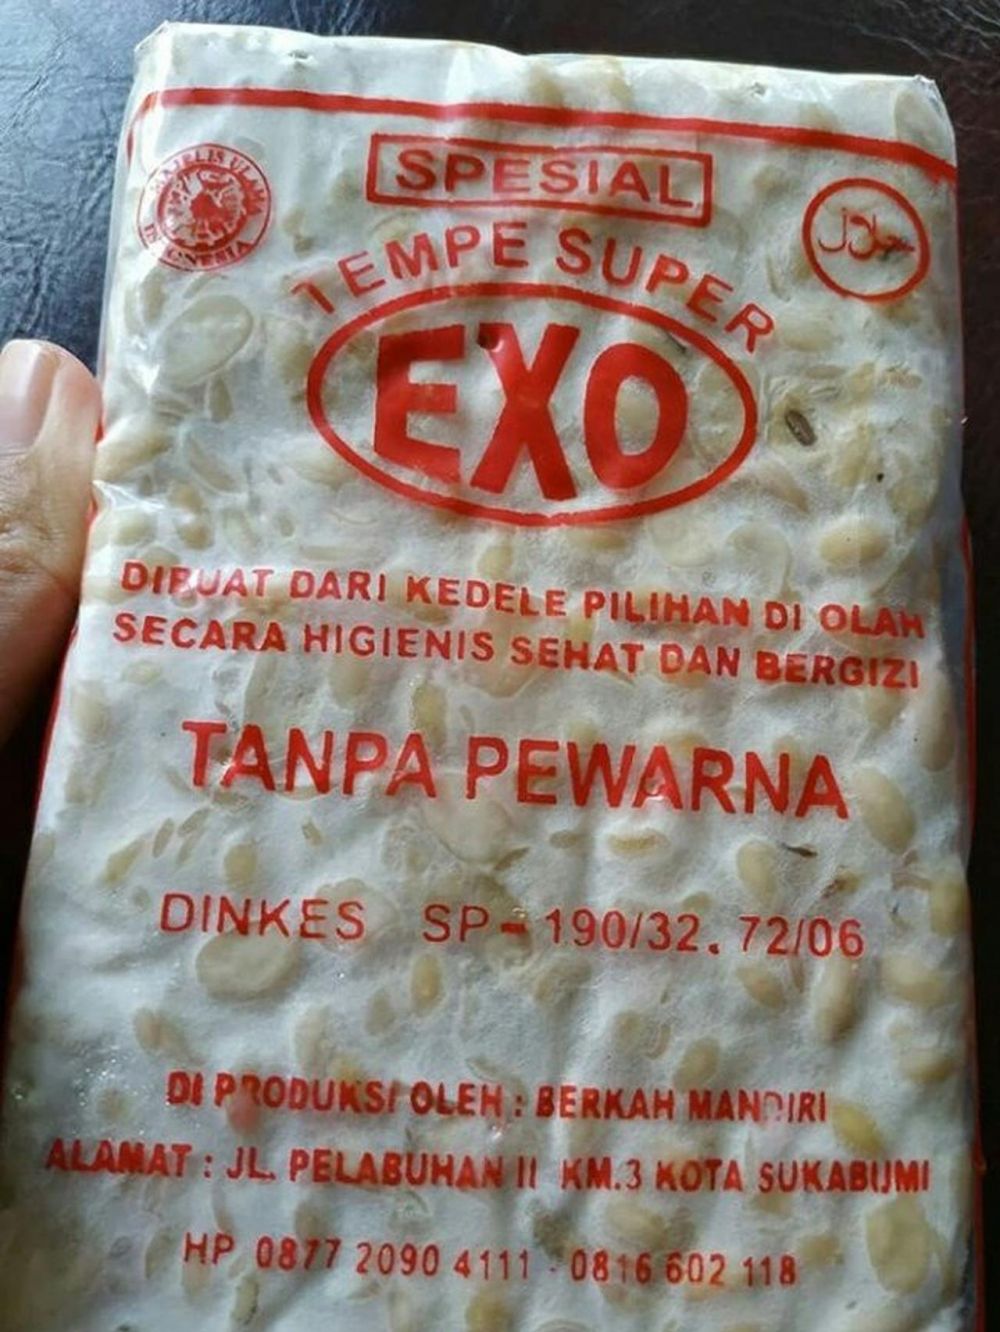 MAJELIS ULAMA INDONESIA
SPESIAL
حلال
TEMPE SUPER
EXO
DIBUAT DARI KEDELE PILIHAN DI OLAH
SECARA HIGIENIS SEHAT DAN BERGIZI
TANPA PEWARNA
DINKES SP - 190/32. 72/06
DI PRODUKSI OLEH : BERKAH MANDIRI
ALAMAT : JL. PELABUHAN II KM.3 KOTA SUKABUMI
HP 0877 2090 4111 - 0816 602 118